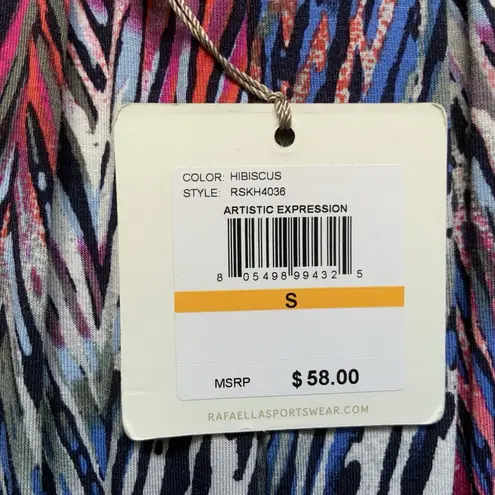 COLOR: HIBISCUS
STYLE: RSKH4036
ARTISTIC EXPRESSION
8 05498 99432 5
S
MSRP $ 58.00
RAFAELLASPORTSWEAR.COM